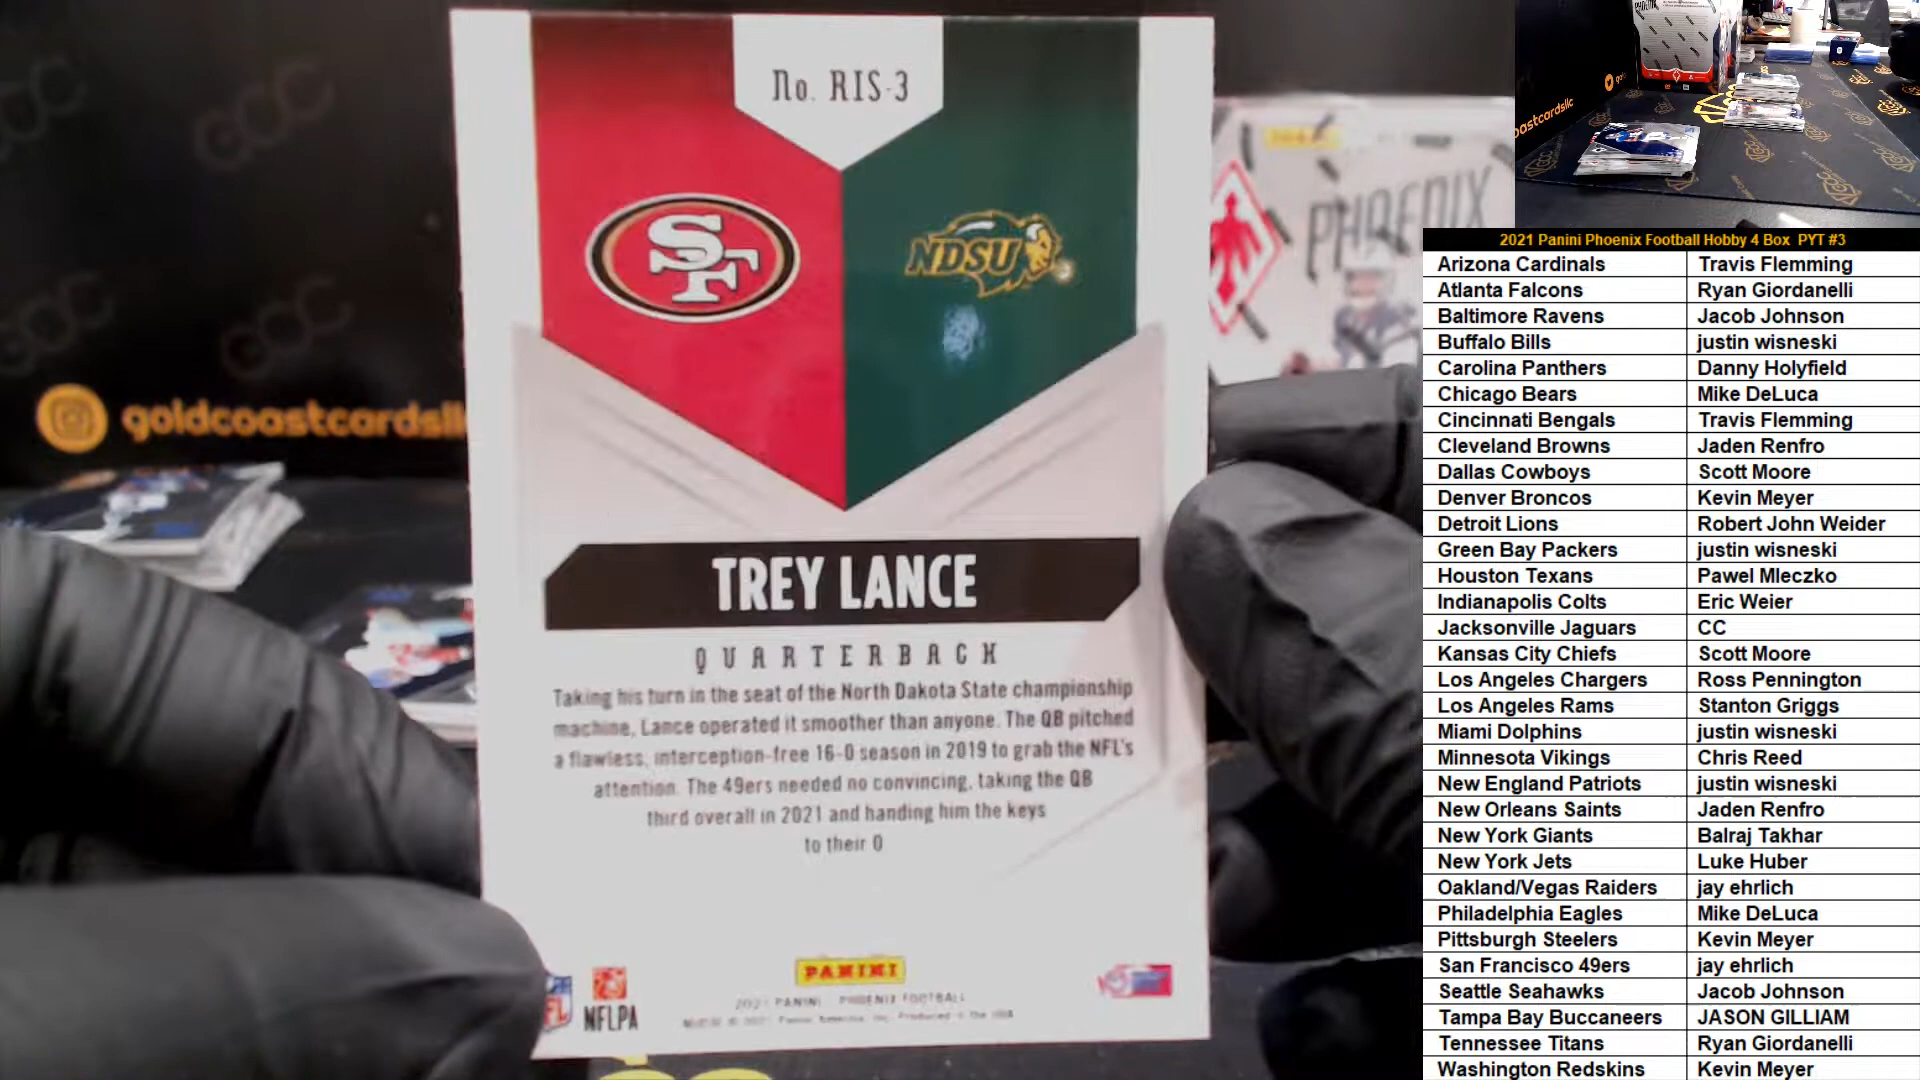 No. RIS-3
SF
NDSU
PHOENIX
goldcoastcardsllc
TREY LANCE
QUARTERBACK
Taking his turn in the seat of the North Dakota State championship
machine, Lance operated it smoother than anyone. The QB pitched
a flawless, interception-free 16-0 season in 2019 to grab the NFL's
attention. The 49ers needed no convincing, taking the QB
third overall in 2021 and handing him the keys
to their O
PANINI
NFLPA
2021 PANINI - PHOENIX FOOTBALL
oastcardsllc
2021 Panini Phoenix Football Hobby 4 Box PYT #3
Arizona Cardinals Travis Flemming
Atlanta Falcons Ryan Giordanelli
Baltimore Ravens Jacob Johnson
Buffalo Bills justin wisneski
Carolina Panthers Danny Holyfield
Chicago Bears Mike DeLuca
Cincinnati Bengals Travis Flemming
Cleveland Browns Jaden Renfro
Dallas Cowboys Scott Moore
Denver Broncos Kevin Meyer
Detroit Lions Robert John Weider
Green Bay Packers justin wisneski
Houston Texans Pawel Mleczko
Indianapolis Colts Eric Weier
Jacksonville Jaguars CC
Kansas City Chiefs Scott Moore
Los Angeles Chargers Ross Pennington
Los Angeles Rams Stanton Griggs
Miami Dolphins justin wisneski
Minnesota Vikings Chris Reed
New England Patriots justin wisneski
New Orleans Saints Jaden Renfro
New York Giants Balraj Takhar
New York Jets Luke Huber
Oakland/Vegas Raiders jay ehrlich
Philadelphia Eagles Mike DeLuca
Pittsburgh Steelers Kevin Meyer
San Francisco 49ers jay ehrlich
Seattle Seahawks Jacob Johnson
Tampa Bay Buccaneers JASON GILLIAM
Tennessee Titans Ryan Giordanelli
Washington Redskins Kevin Meyer